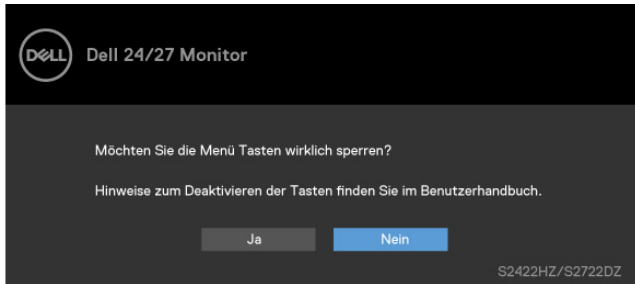 DELL Dell 24/27 Monitor
Möchten Sie die Menü Tasten wirklich sperren?
Hinweise zum Deaktivieren der Tasten finden Sie im Benutzerhandbuch.
Ja Nein
S2422HZ/S2722DZ